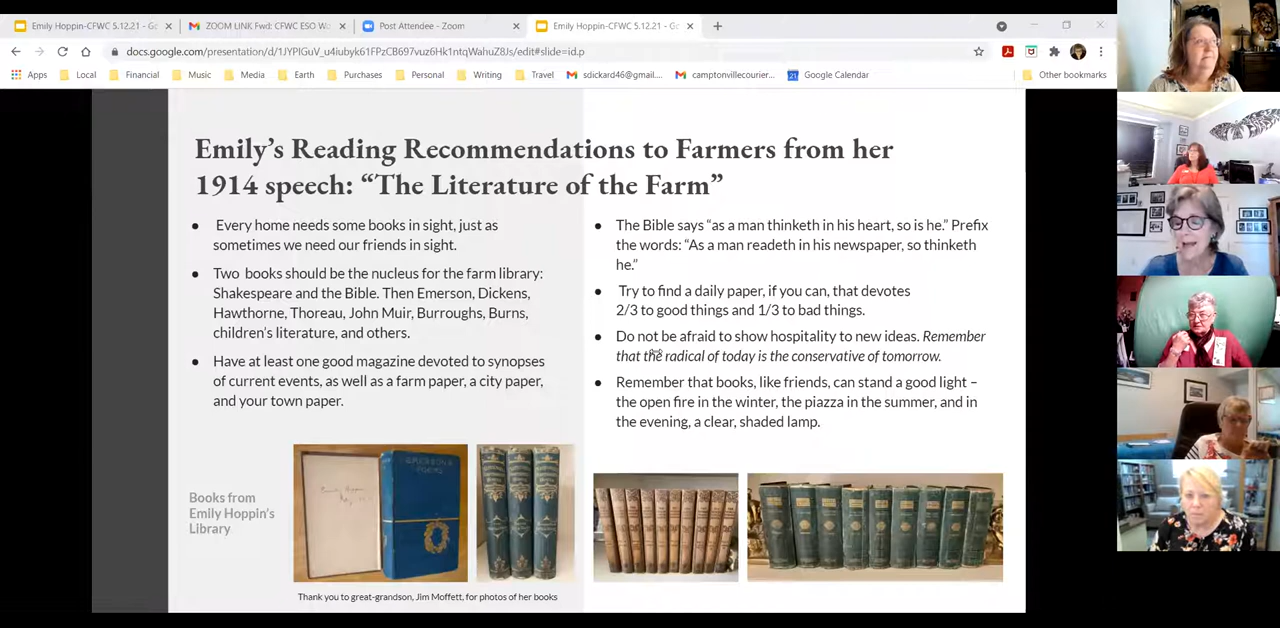 Emily Hoppin-CFWC 5.12.21 - Go
ZOOM LINK Fwd: CFWC ESO Wo
Post Attendee - Zoom
Emily Hoppin-CFWC 5.12.21 - Go
docs.google.com/presentation/d/1JYPlGuV_u4iubyk61FPzCB697vuz6Hk1ntqWahuZ8Js/edit#slide=id.p
Apps
Local
Financial
Music
Media
Earth
Purchases
Personal
Writing
Travel
sdickard46@gmail....
camptonvillecourier...
Google Calendar
Other bookmarks
Emily's Reading Recommendations to Farmers from her
1914 speech: “The Literature of the Farm”
● Every home needs some books in sight, just as
sometimes we need our friends in sight.
● Two books should be the nucleus for the farm library:
Shakespeare and the Bible. Then Emerson, Dickens,
Hawthorne, Thoreau, John Muir, Burroughs, Burns,
children's literature, and others.
● Have at least one good magazine devoted to synopses
of current events, as well as a farm paper, a city paper,
and your town paper.
● The Bible says “as a man thinketh in his heart, so is he.” Prefix
the words: “As a man readeth in his newspaper, so thinketh
he.”
● Try to find a daily paper, if you can, that devotes
2/3 to good things and 1/3 to bad things.
● Do not be afraid to show hospitality to new ideas. Remember
that the radical of today is the conservative of tomorrow.
● Remember that books, like friends, can stand a good light –
the open fire in the winter, the piazza in the summer, and in
the evening, a clear, shaded lamp.
Books from
Emily Hoppin's
Library
Thank you to great-grandson, Jim Moffett, for photos of her books